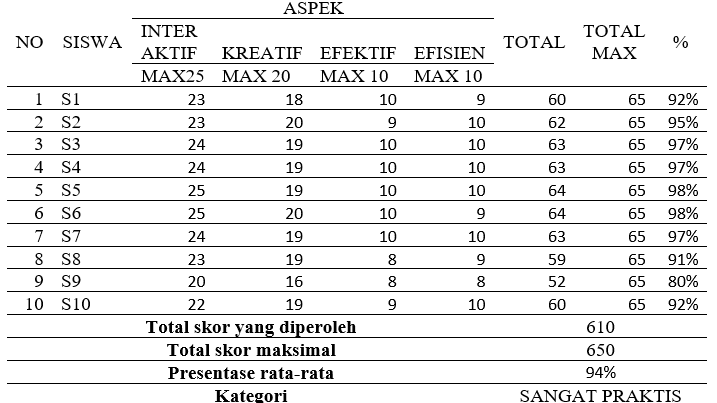 ASPEK
NO SISWA INTER AKTIF KREATIF EFEKTIF EFISIEN TOTAL TOTAL MAX %
MAX25 MAX 20 MAX 10 MAX 10
1 S1 23 18 10 9 60 65 92%
2 S2 23 20 9 10 62 65 95%
3 S3 24 19 10 10 63 65 97%
4 S4 24 19 10 10 63 65 97%
5 S5 25 19 10 10 64 65 98%
6 S6 25 20 10 9 64 65 98%
7 S7 24 19 10 10 63 65 97%
8 S8 23 19 8 9 59 65 91%
9 S9 20 16 8 8 52 65 80%
10 S10 22 19 9 10 60 65 92%
Total skor yang diperoleh 610
Total skor maksimal 650
Presentase rata-rata 94%
Kategori SANGAT PRAKTIS